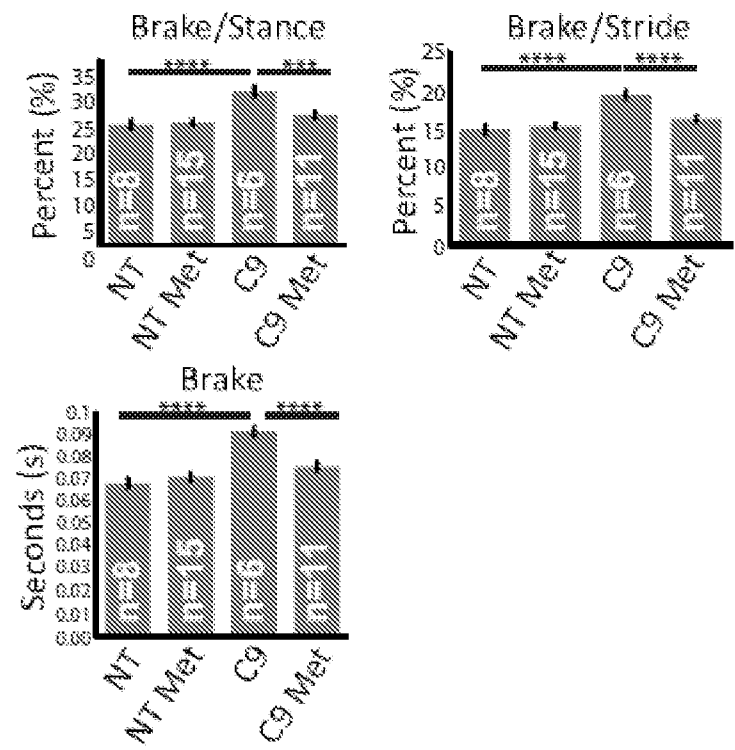 Brake/Stance
Percent (%)
35
30
25
20
15
10
5
0
****
***
n=8
n=15
n=6
n=11
NT
NT Met
C9
C9 Met
Brake/Stride
Percent (%)
25
20
15
10
5
0
****
****
n=8
n=15
n=6
n=11
NT
NT Met
C9
C9 Met
Brake
Seconds (s)
0.1
0.09
0.08
0.07
0.06
0.05
0.04
0.03
0.02
0.01
0.00
****
****
n=8
n=15
n=6
n=11
NT
NT Met
C9
C9 Met